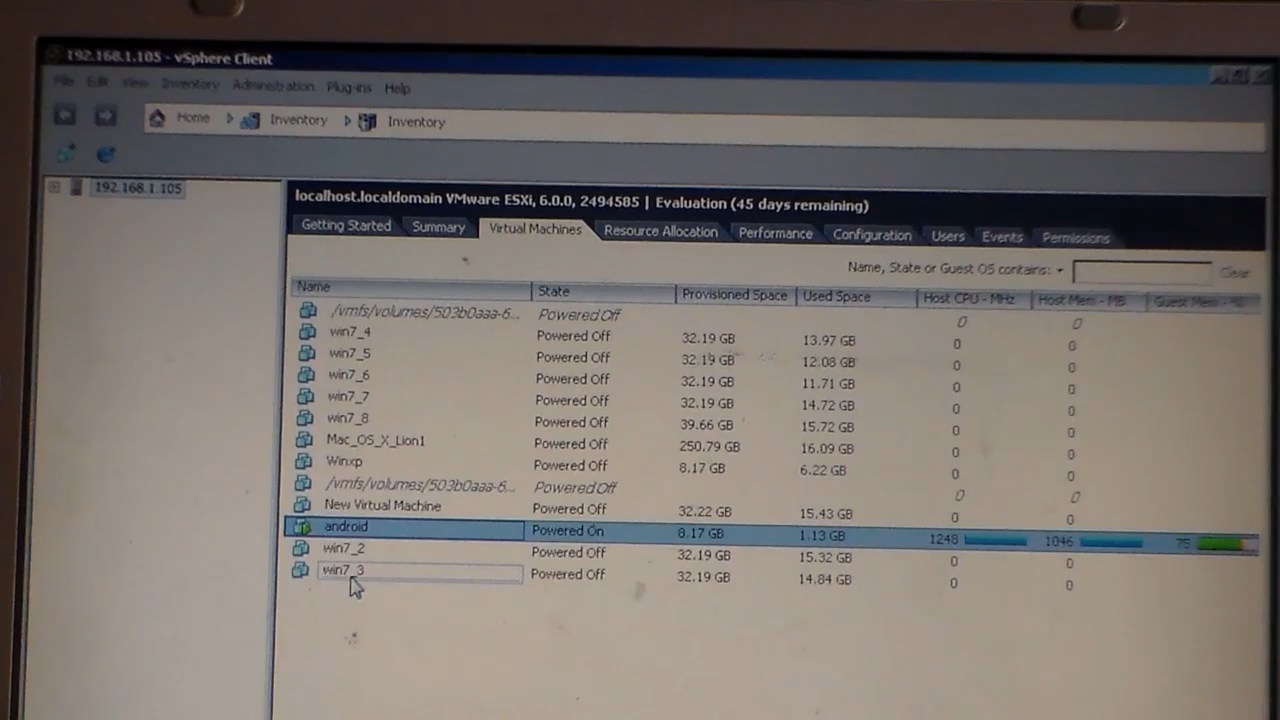 192.168.1.105 - vSphere Client
File Edit View Inventory Administration Plug-ins Help
Home Inventory Inventory
192.168.1.105
localhost.localdomain VMware ESXi, 6.0.0, 2494585 | Evaluation (45 days remaining)
Getting Started Summary Virtual Machines Resource Allocation Performance Configuration Users Events Permissions
Name, State or Guest OS contains: Clear
Name State Provisioned Space Used Space Host CPU - MHz Host Mem - MB Guest Mem - %
/vmfs/volumes/503b0aaa-6... Powered Off 0 0
win7_4 Powered Off 32.19 GB 13.97 GB 0 0
win7_5 Powered Off 32.19 GB 12.08 GB 0 0
win7_6 Powered Off 32.19 GB 11.71 GB 0 0
win7_7 Powered Off 32.19 GB 14.72 GB 0 0
win7_8 Powered Off 39.66 GB 15.72 GB 0 0
Mac_OS_X_Lion1 Powered Off 250.79 GB 16.09 GB 0 0
Winxp Powered Off 8.17 GB 6.22 GB 0 0
/vmfs/volumes/503b0aaa-6... Powered Off 0 0
New Virtual Machine Powered Off 32.22 GB 15.43 GB 0 0
android Powered On 8.17 GB 1.13 GB 1248 1046 75
win7_2 Powered Off 32.19 GB 15.32 GB 0 0
win7_3 Powered Off 32.19 GB 14.84 GB 0 0